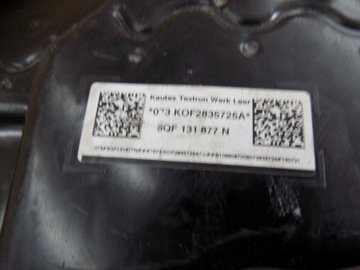 Kautex Textron Werk Leer
*0*3 KOF2835725A*
8QF 131 877 N